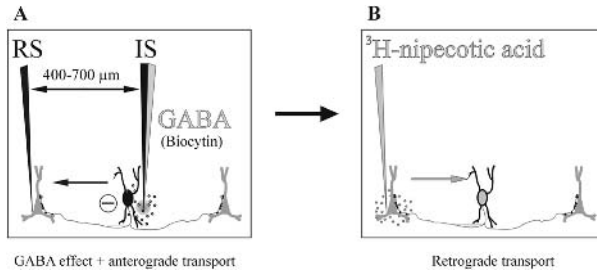 A
RS
IS
400-700 µm
GABA
(Biocytin)
GABA effect + anterograde transport
B
³H-nipecotic acid
Retrograde transport